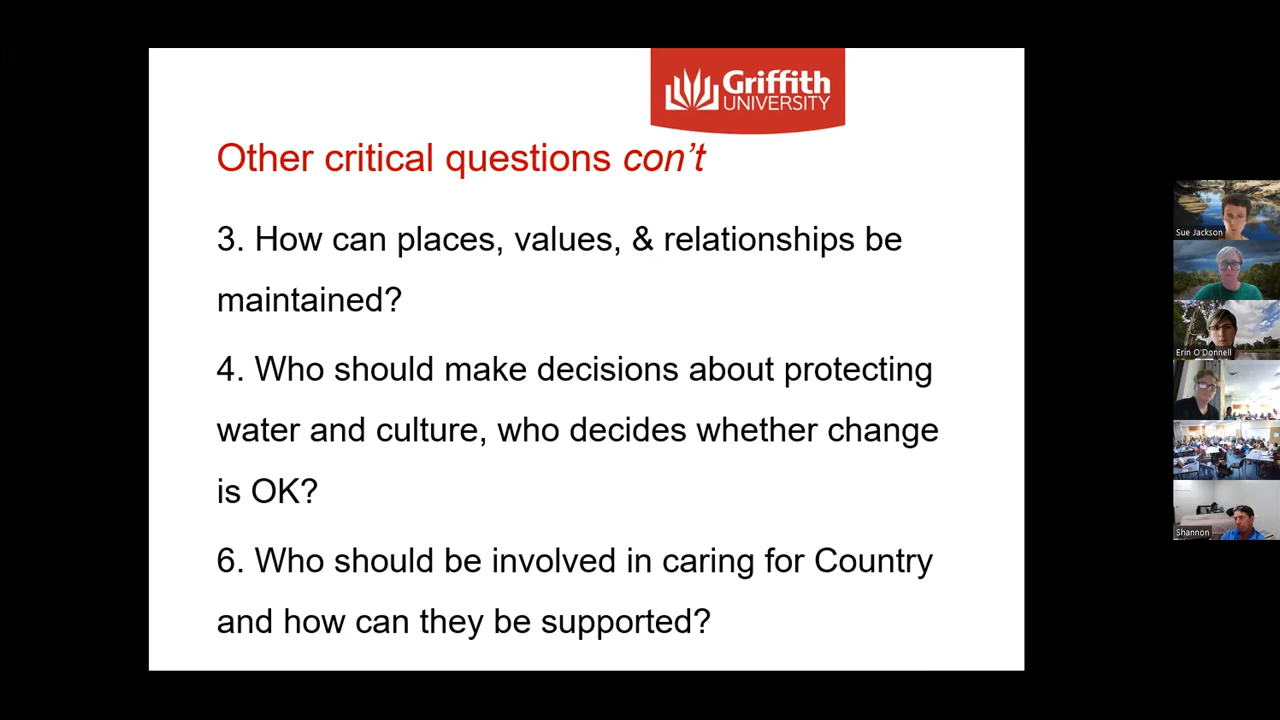 Griffith
UNIVERSITY
Other critical questions con't
3. How can places, values, & relationships be
maintained?
4. Who should make decisions about protecting
water and culture, who decides whether change
is OK?
6. Who should be involved in caring for Country
and how can they be supported?
Sue Jackson
Erin O'Donnell
Shannon